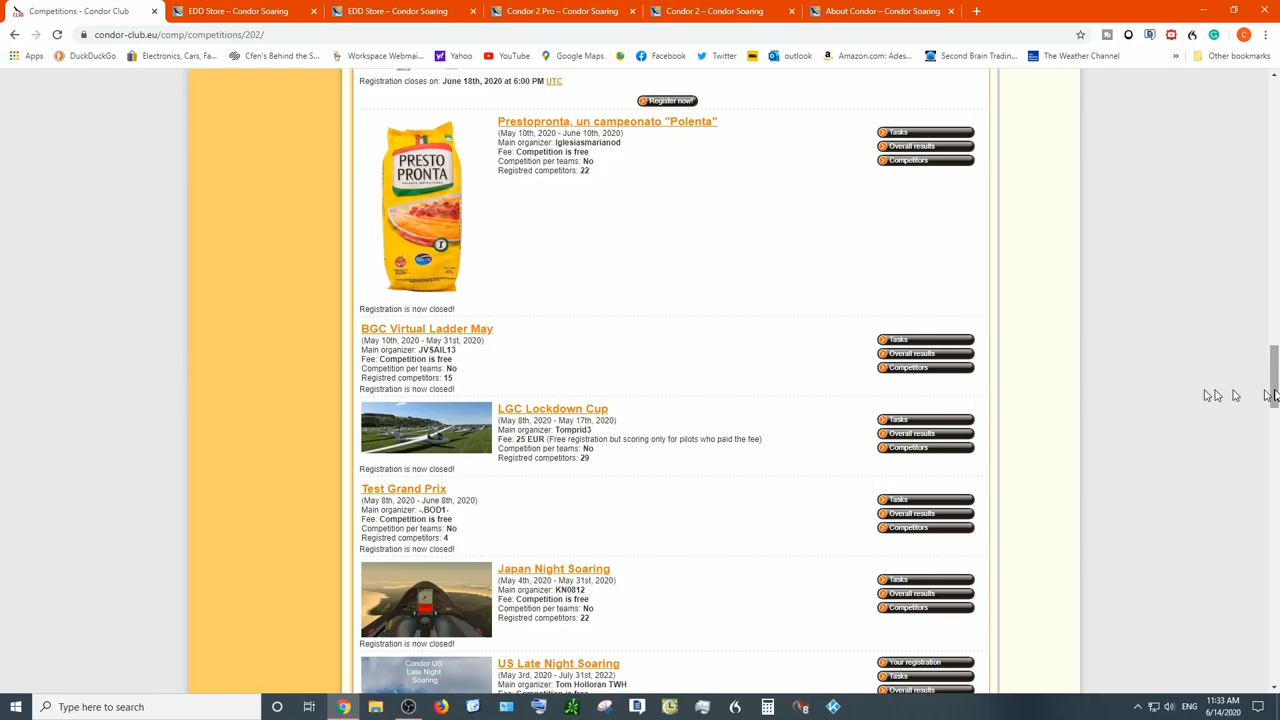 Competitions - Condor Club
EDD Store – Condor Soaring
EDD Store – Condor Soaring
Condor 2 Pro – Condor Soaring
Condor 2 – Condor Soaring
About Condor – Condor Soaring
condor-club.eu/comp/competitions/202/
Apps DuckDuckGo Electronics, Cars, Fa... Cfen's Behind the S... Workspace Webmai... Yahoo YouTube Google Maps Facebook Twitter outlook Amazon.com: Ades... Second Brain Tradin... The Weather Channel » Other bookmarks
Registration closes on: June 18th, 2020 at 6:00 PM UTC
Register now!
PRESTO
PRONTA
ARCOR
Prestopronta, un campeonato "Polenta"
(May 10th, 2020 - June 10th, 2020)
Main organizer: Iglesiasmarianod
Fee: Competition is free
Competition per teams: No
Registred competitors: 22
Tasks
Overall results
Competitors
Registration is now closed!
BGC Virtual Ladder May
(May 10th, 2020 - May 31st, 2020)
Main organizer: JVSAIL13
Fee: Competition is free
Competition per teams: No
Registred competitors: 15
Tasks
Overall results
Competitors
Registration is now closed!
LGC Lockdown Cup
(May 8th, 2020 - May 17th, 2020)
Main organizer: Tomprid3
Fee: 25 EUR (Free registration but scoring only for pilots who paid the fee)
Competition per teams: No
Registred competitors: 29
Tasks
Overall results
Competitors
Registration is now closed!
Test Grand Prix
(May 8th, 2020 - June 8th, 2020)
Main organizer: -.BOD1-
Fee: Competition is free
Competition per teams: No
Registred competitors: 4
Tasks
Overall results
Competitors
Registration is now closed!
Japan Night Soaring
(May 4th, 2020 - May 31st, 2020)
Main organizer: KN0812
Fee: Competition is free
Competition per teams: No
Registred competitors: 22
Tasks
Overall results
Competitors
Registration is now closed!
Condor US
Late Night
Soaring
US Late Night Soaring
(May 3rd, 2020 - July 31st, 2022)
Main organizer: Tom Holloran TWH
Fee: Competition is free
Your registration
Tasks
Overall results
Type here to search
ENG
11:33 AM
6/14/2020